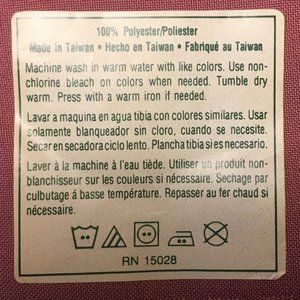 100% Polyester/Poliester
Made in Taiwan • Hecho en Taiwan • Fabriqué au Taiwan
Machine wash in warm water with like colors. Use non-
chlorine bleach on colors when needed. Tumble dry
warm. Press with a warm iron if needed.
Lavar a maquina en agua tibia con colores similares. Usar
solamente blanqueador sin cloro, cuando se necesite.
Secar en secadora ciclo lento. Plancha tibia si es necesario.
Laver à la machine à l'eau tiède. Utiliser un produit non-
blanchisseur sur les couleurs si nécessaire. Sechage par
culbutage á basse température. Repasser au fer chaud si
nécessaire.
RN 15028